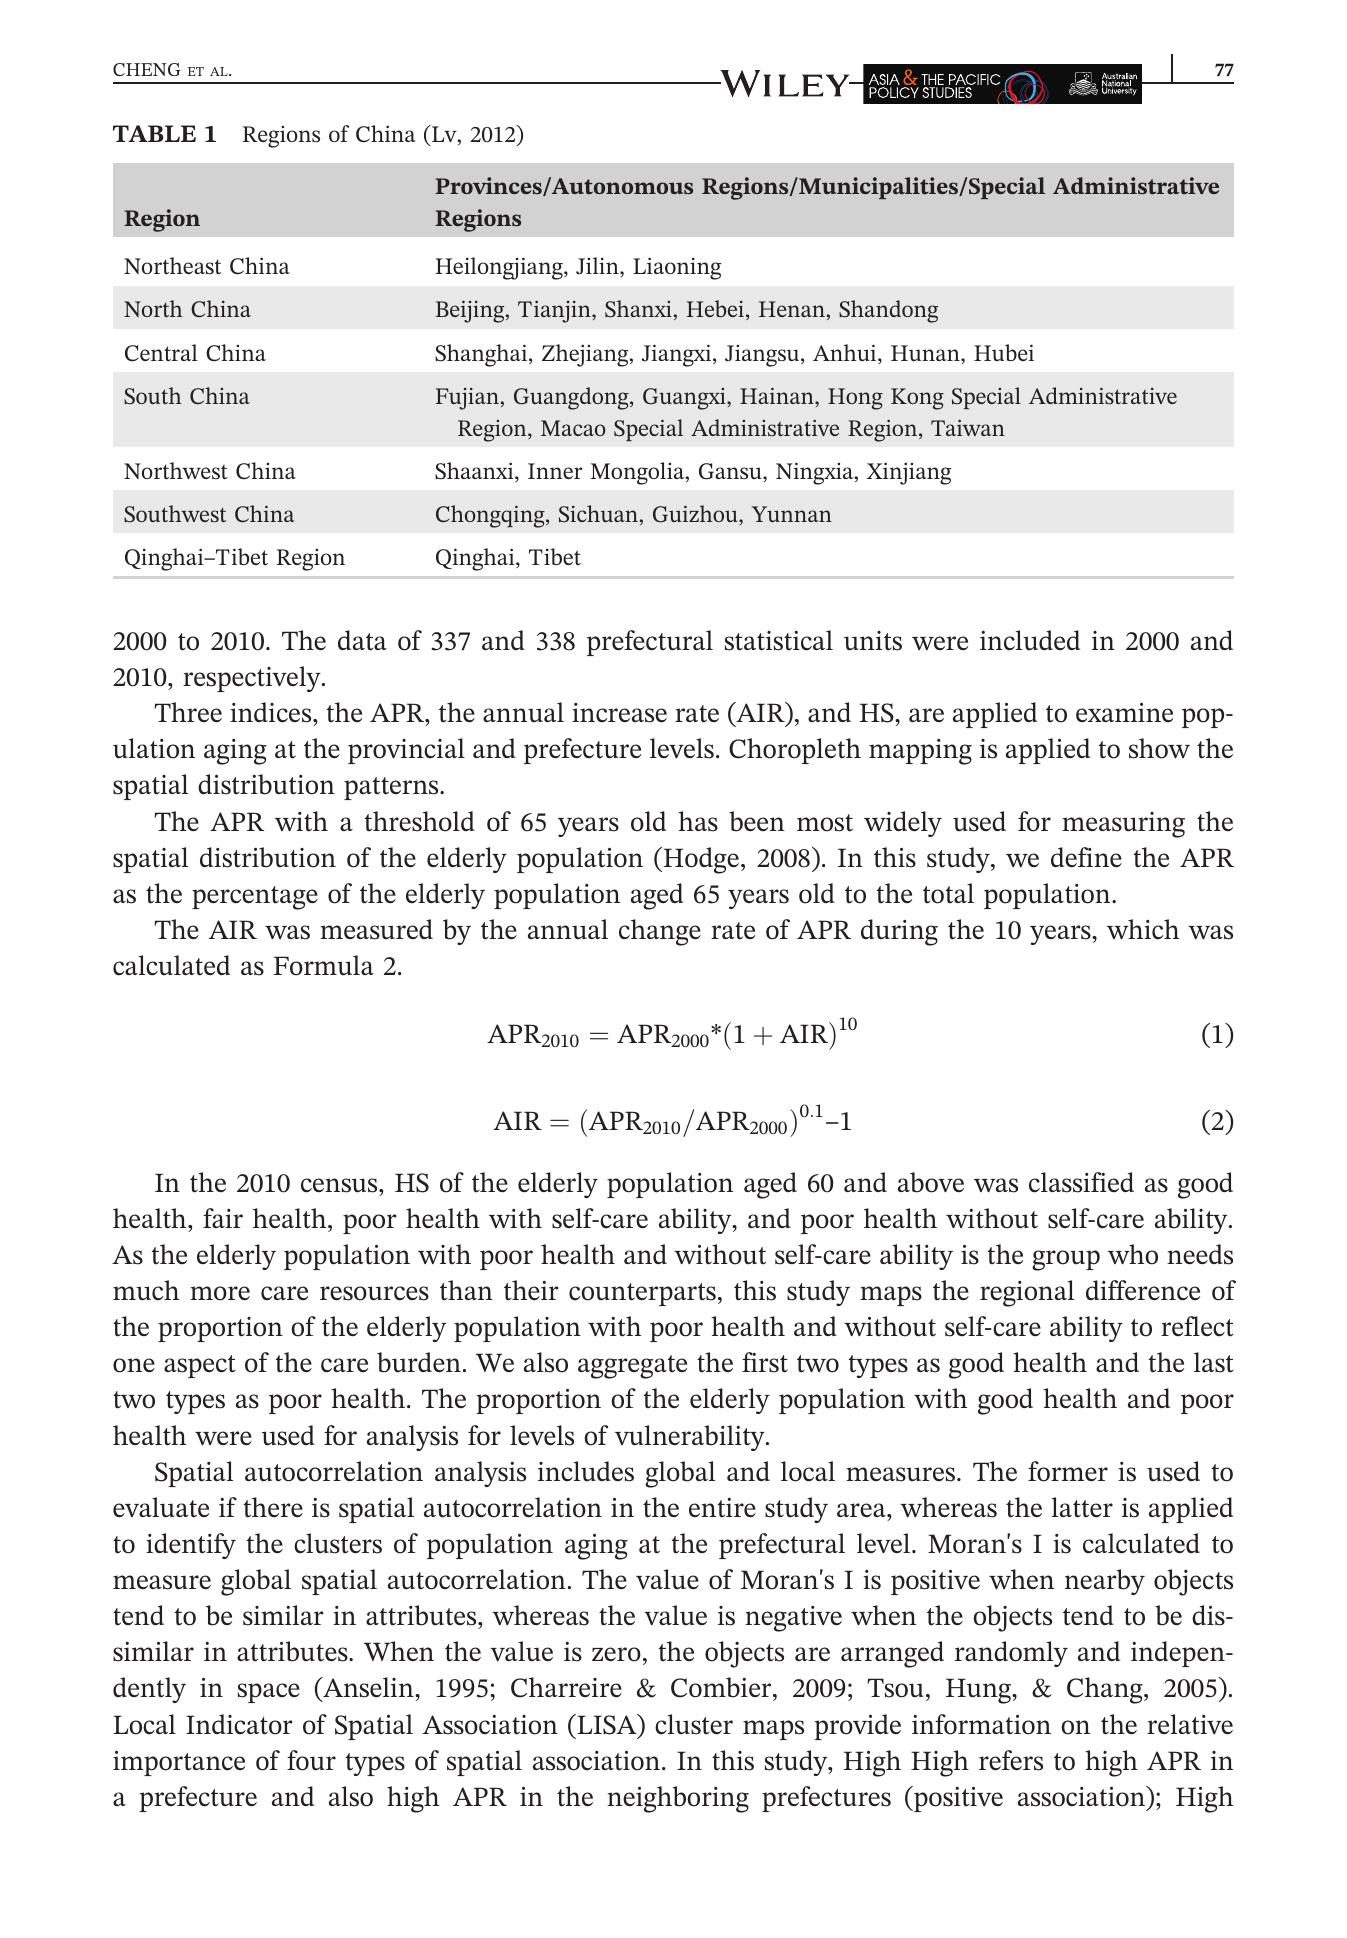 CHENG ET AL.
WILEY
ASIA & THE PACIFIC
POLICY STUDIES
Australian
National
University
77
TABLE 1 Regions of China (Lv, 2012)
Region
Provinces/Autonomous Regions/Municipalities/Special Administrative
Regions
Northeast China Heilongjiang, Jilin, Liaoning
North China Beijing, Tianjin, Shanxi, Hebei, Henan, Shandong
Central China Shanghai, Zhejiang, Jiangxi, Jiangsu, Anhui, Hunan, Hubei
South China Fujian, Guangdong, Guangxi, Hainan, Hong Kong Special Administrative
Region, Macao Special Administrative Region, Taiwan
Northwest China Shaanxi, Inner Mongolia, Gansu, Ningxia, Xinjiang
Southwest China Chongqing, Sichuan, Guizhou, Yunnan
Qinghai–Tibet Region Qinghai, Tibet
2000 to 2010. The data of 337 and 338 prefectural statistical units were included in 2000 and
2010, respectively.
Three indices, the APR, the annual increase rate (AIR), and HS, are applied to examine pop-
ulation aging at the provincial and prefecture levels. Choropleth mapping is applied to show the
spatial distribution patterns.
The APR with a threshold of 65 years old has been most widely used for measuring the
spatial distribution of the elderly population (Hodge, 2008). In this study, we define the APR
as the percentage of the elderly population aged 65 years old to the total population.
The AIR was measured by the annual change rate of APR during the 10 years, which was
calculated as Formula 2.
APR₂₀₁₀ = APR₂₀₀₀*(1 + AIR)¹⁰ (1)
AIR = (APR₂₀₁₀/APR₂₀₀₀)^0.1–1 (2)
In the 2010 census, HS of the elderly population aged 60 and above was classified as good
health, fair health, poor health with self-care ability, and poor health without self-care ability.
As the elderly population with poor health and without self-care ability is the group who needs
much more care resources than their counterparts, this study maps the regional difference of
the proportion of the elderly population with poor health and without self-care ability to reflect
one aspect of the care burden. We also aggregate the first two types as good health and the last
two types as poor health. The proportion of the elderly population with good health and poor
health were used for analysis for levels of vulnerability.
Spatial autocorrelation analysis includes global and local measures. The former is used to
evaluate if there is spatial autocorrelation in the entire study area, whereas the latter is applied
to identify the clusters of population aging at the prefectural level. Moran's I is calculated to
measure global spatial autocorrelation. The value of Moran's I is positive when nearby objects
tend to be similar in attributes, whereas the value is negative when the objects tend to be dis-
similar in attributes. When the value is zero, the objects are arranged randomly and indepen-
dently in space (Anselin, 1995; Charreire & Combier, 2009; Tsou, Hung, & Chang, 2005).
Local Indicator of Spatial Association (LISA) cluster maps provide information on the relative
importance of four types of spatial association. In this study, High High refers to high APR in
a prefecture and also high APR in the neighboring prefectures (positive association); High